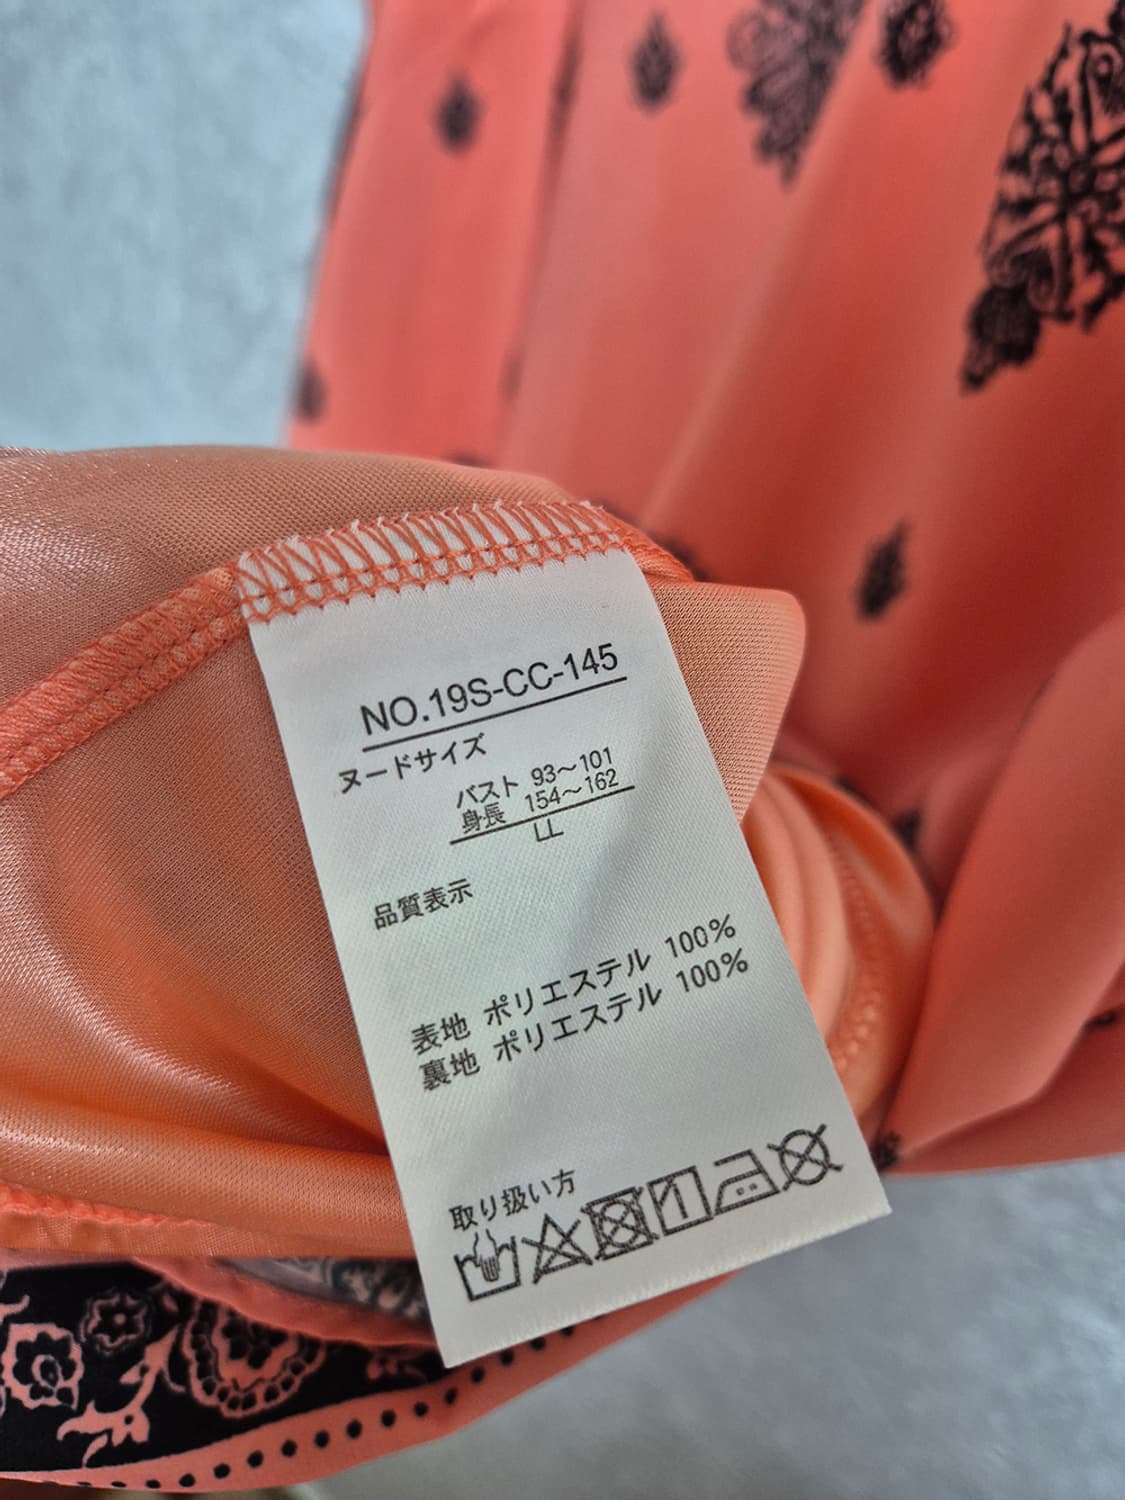 NO.19S-CC-145
ヌードサイズ
バスト 93～101
身長 154～162
LL
品質表示
表地 ポリエステル 100%
裏地 ポリエステル 100%
取り扱い方